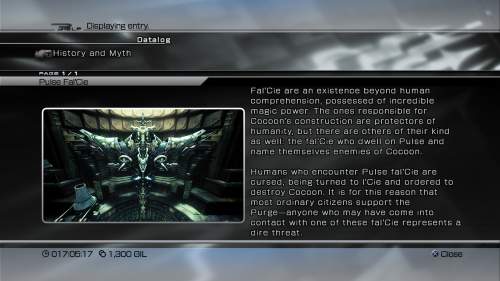 Displaying entry.
Datalog
History and Myth
PAGE 1 / 1
Pulse Fal'Cie
Fal'Cie are an existence beyond human
comprehension, possessed of incredible
magic power. The ones responsible for
Cocoon's construction are protectors of
humanity, but there are others of their kind
as well: the fal'Cie who dwell on Pulse and
name themselves enemies of Cocoon.
Humans who encounter Pulse fal'Cie are
cursed, being turned to l'Cie and ordered to
destroy Cocoon. It is for this reason that
most ordinary citizens support the
Purge—anyone who may have come into
contact with one of these fal'Cie represents a
dire threat.
017:05:17
1,300 GIL
Close